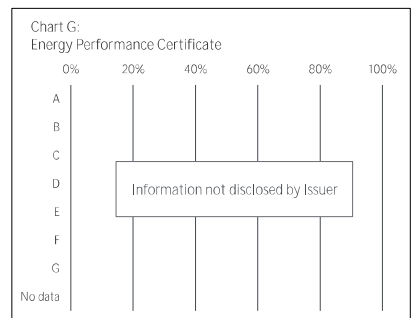 Chart G:
Energy Performance Certificate
0% 20% 40% 60% 80% 100%
A
B
C
D
Information not disclosed by Issuer
E
F
G
No data